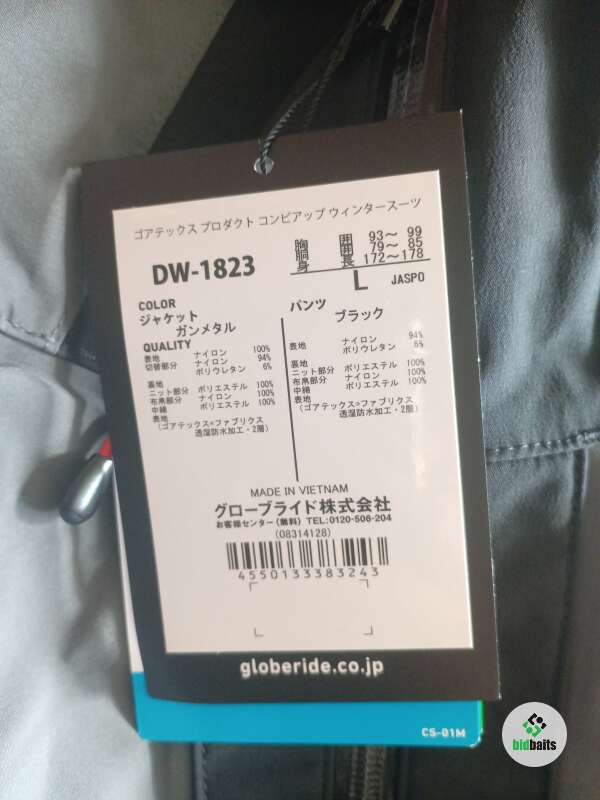 ゴアテックス プロダクト コンビアップ ウィンタースーツ
DW-1823
胸 囲 93～ 99
胴 囲 79～ 85
身 長 172～178
L JASPO
COLOR
ジャケット
ガンメタル
QUALITY
表地 ナイロン 100%
切替部分 ナイロン 94%
ポリウレタン 6%
裏地
ニット部分 ポリエステル 100%
布帛部分 ナイロン 100%
中綿 ポリエステル 100%
表地
(ゴアテックス®ファブリクス
透湿防水加工・2層)
パンツ
ブラック
表地 ナイロン 94%
ポリウレタン 6%
裏地
ニット部分 ポリエステル 100%
布帛部分 ナイロン 100%
中綿 ポリエステル 100%
表地
(ゴアテックス®ファブリクス
透湿防水加工・2層)
MADE IN VIETNAM
グローブライド株式会社
お客様センター(無料) TEL:0120-506-204
(08314128)
4550133383243
globeride.co.jp
CS-01M
bidbaits